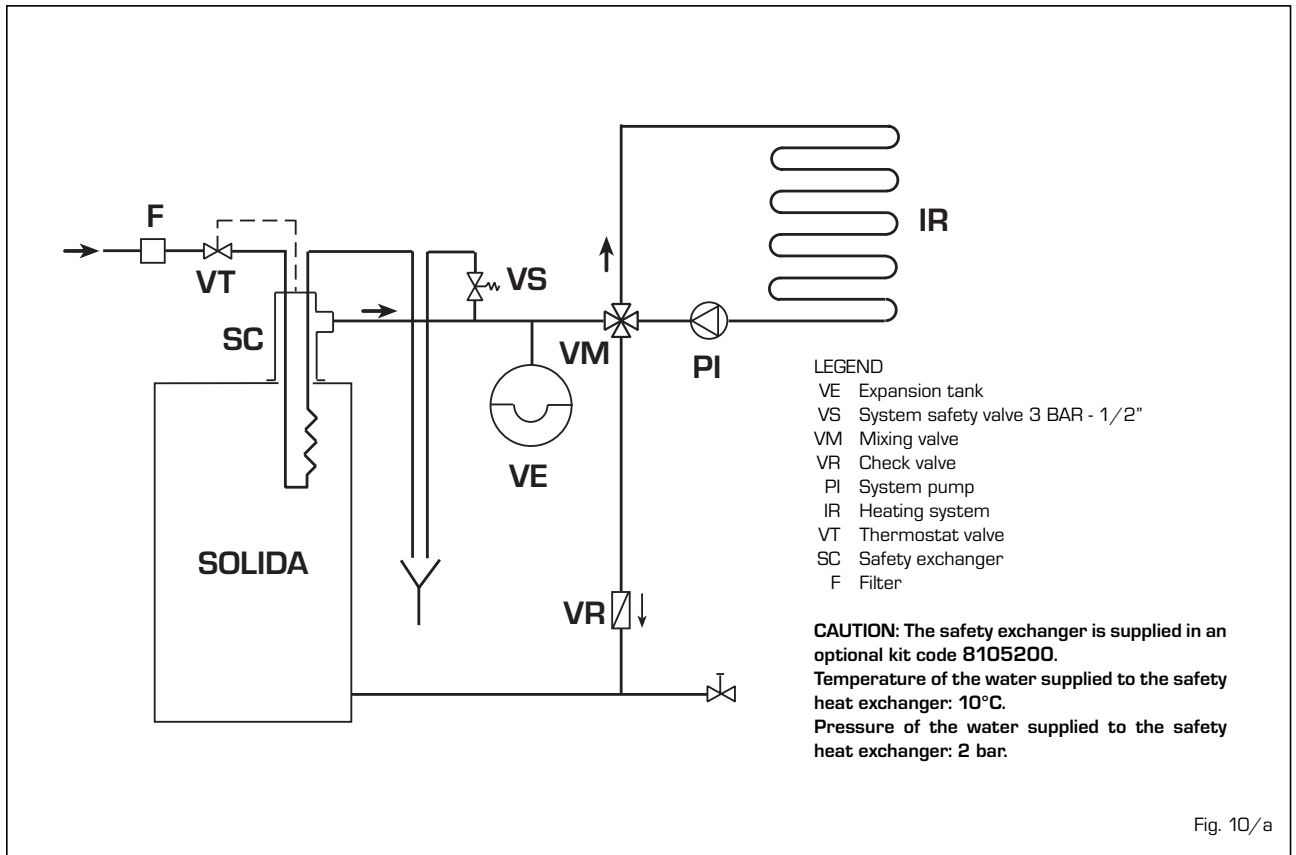 F
VT
SC
VS
VM
PI
IR
VE
SOLIDA
VR
LEGEND
VE Expansion tank
VS System safety valve 3 BAR - 1/2”
VM Mixing valve
VR Check valve
PI System pump
IR Heating system
VT Thermostat valve
SC Safety exchanger
F Filter
CAUTION: The safety exchanger is supplied in an
optional kit code 8105200.
Temperature of the water supplied to the safety
heat exchanger: 10°C.
Pressure of the water supplied to the safety
heat exchanger: 2 bar.
Fig. 10/a